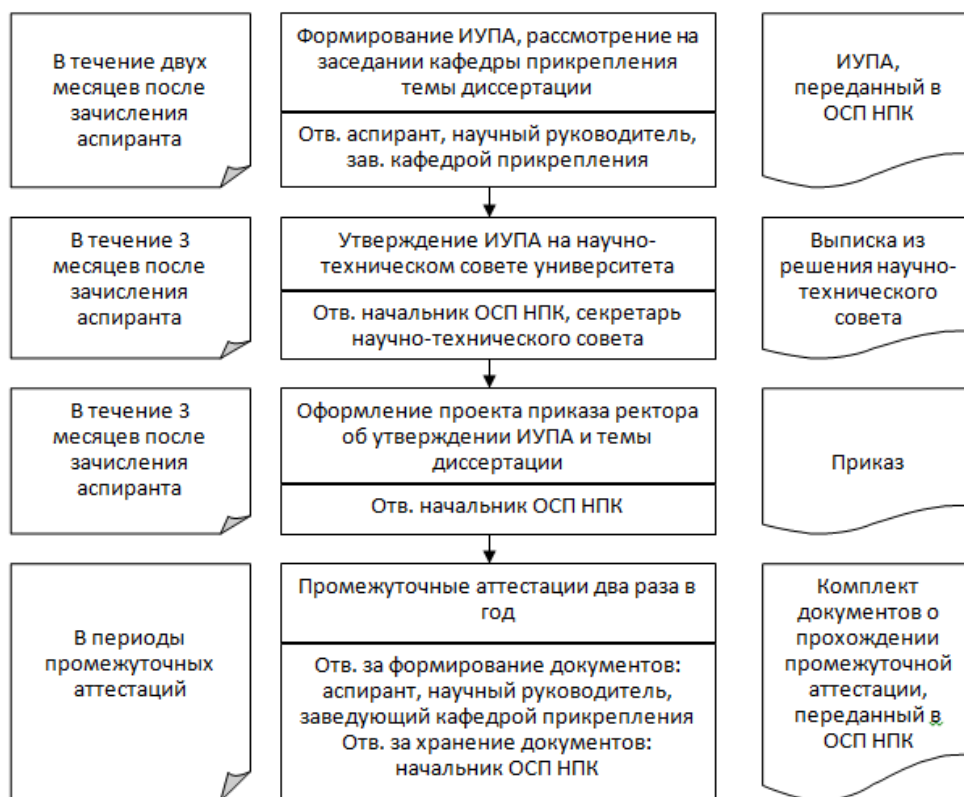 В течение двух
месяцев после
зачисления
аспиранта
Формирование ИУПА, рассмотрение на
заседании кафедры прикрепления
темы диссертации
Отв. аспирант, научный руководитель,
зав. кафедрой прикрепления
ИУПА,
переданный в
ОСП НПК
В течение 3
месяцев после
зачисления
аспиранта
Утверждение ИУПА на научно-
техническом совете университета
Отв. начальник ОСП НПК, секретарь
научно-технического совета
Выписка из
решения научно-
технического
совета
В течение 3
месяцев после
зачисления
аспиранта
Оформление проекта приказа ректора
об утверждении ИУПА и темы
диссертации
Отв. начальник ОСП НПК
Приказ
В периоды
промежуточных
аттестаций
Промежуточные аттестации два раза в
год
Отв. за формирование документов:
аспирант, научный руководитель,
заведующий кафедрой прикрепления
Отв. за хранение документов:
начальник ОСП НПК
Комплект
документов о
прохождении
промежуточной
аттестации,
переданный в
ОСП НПК